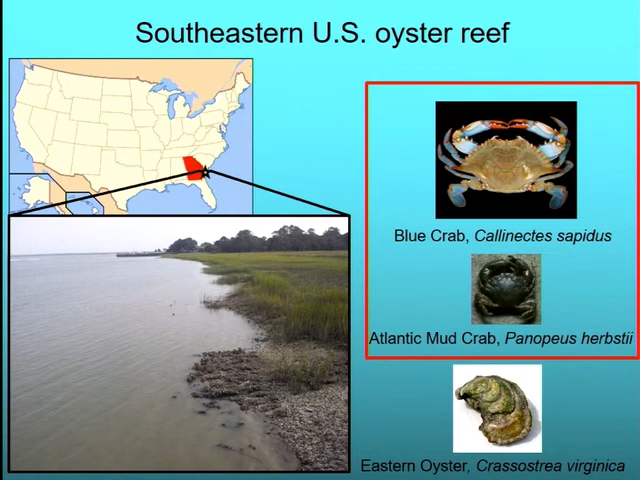 Southeastern U.S. oyster reef
Blue Crab, Callinectes sapidus
Atlantic Mud Crab, Panopeus herbstii
Eastern Oyster, Crassostrea virginica